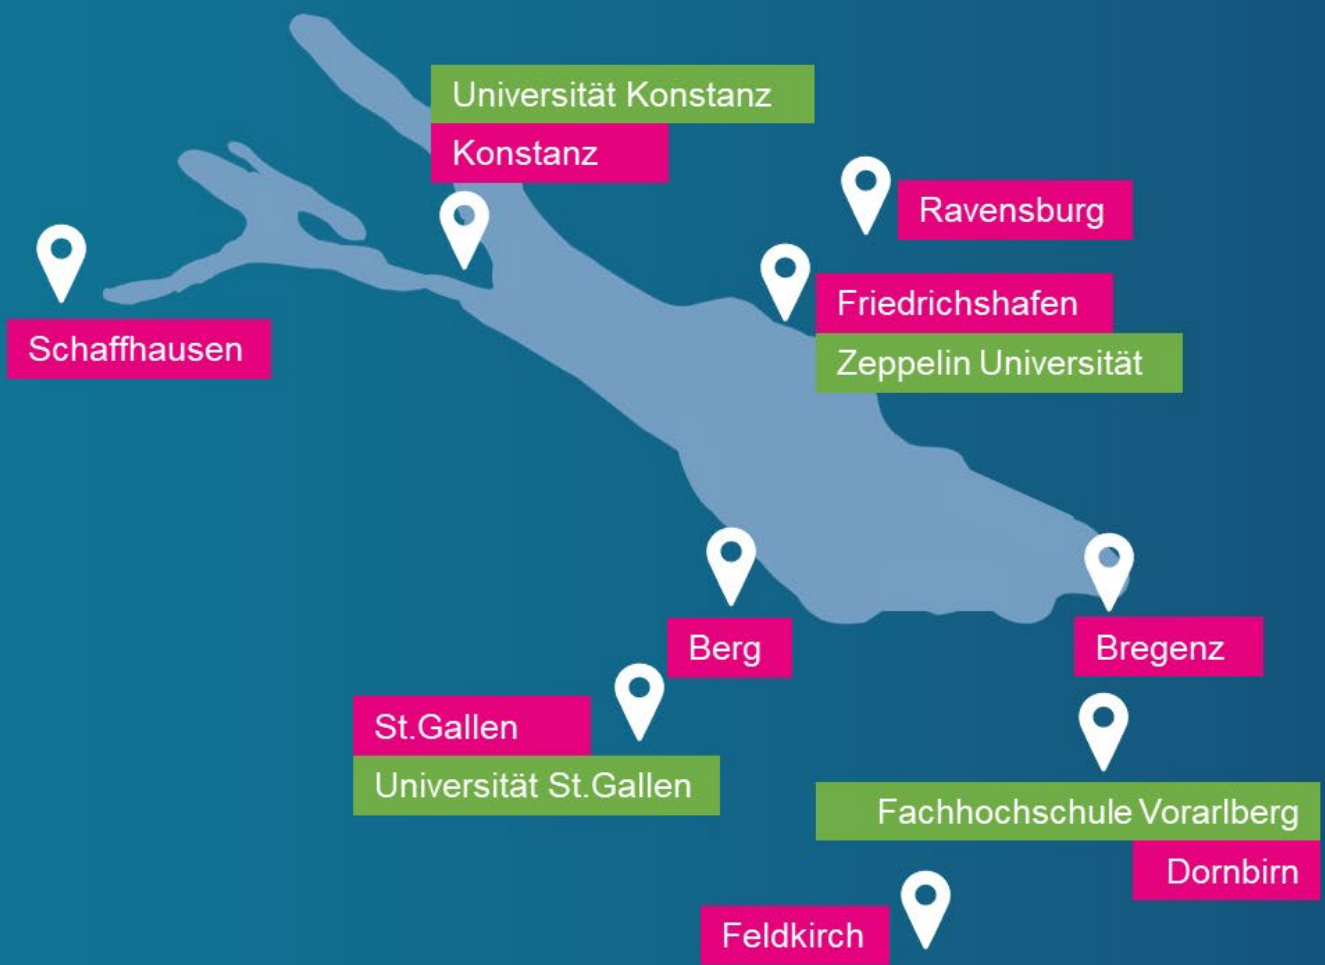 Universität Konstanz
Konstanz
Ravensburg
Friedrichshafen
Zeppelin Universität
Schaffhausen
Berg
Bregenz
St.Gallen
Universität St.Gallen
Fachhochschule Vorarlberg
Dornbirn
Feldkirch